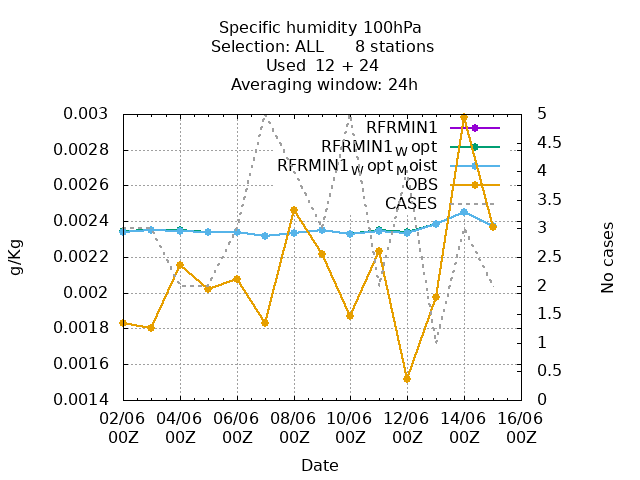 Specific humidity 100hPa
Selection: ALL 8 stations
Used 12 + 24
Averaging window: 24h
0.003
0.0028
0.0026
0.0024
0.0022
0.002
0.0018
0.0016
0.0014
g/Kg
RFRMIN1
RFRMIN1W opt
RFRMIN1W optM oist
OBS
CASES
5
4.5
4
3.5
3
2.5
2
1.5
1
0.5
0
No cases
02/06 04/06 06/06 08/06 10/06 12/06 14/06 16/06
00Z 00Z 00Z 00Z 00Z 00Z 00Z 00Z
Date